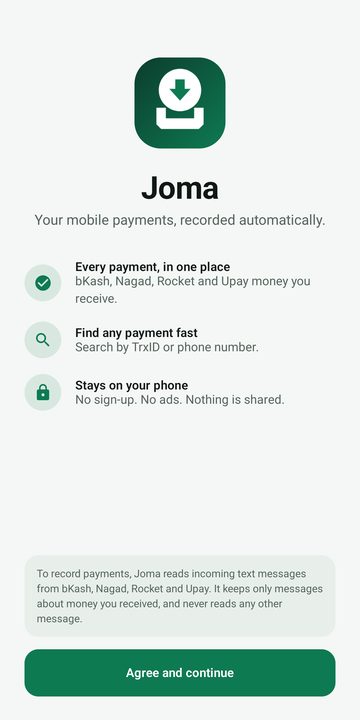 Joma
Your mobile payments, recorded automatically.
Every payment, in one place
bKash, Nagad, Rocket and Upay money you
receive.
Find any payment fast
Search by TrxID or phone number.
Stays on your phone
No sign-up. No ads. Nothing is shared.
To record payments, Joma reads incoming text messages
from bKash, Nagad, Rocket and Upay. It keeps only messages
about money you received, and never reads any other
message.
Agree and continue